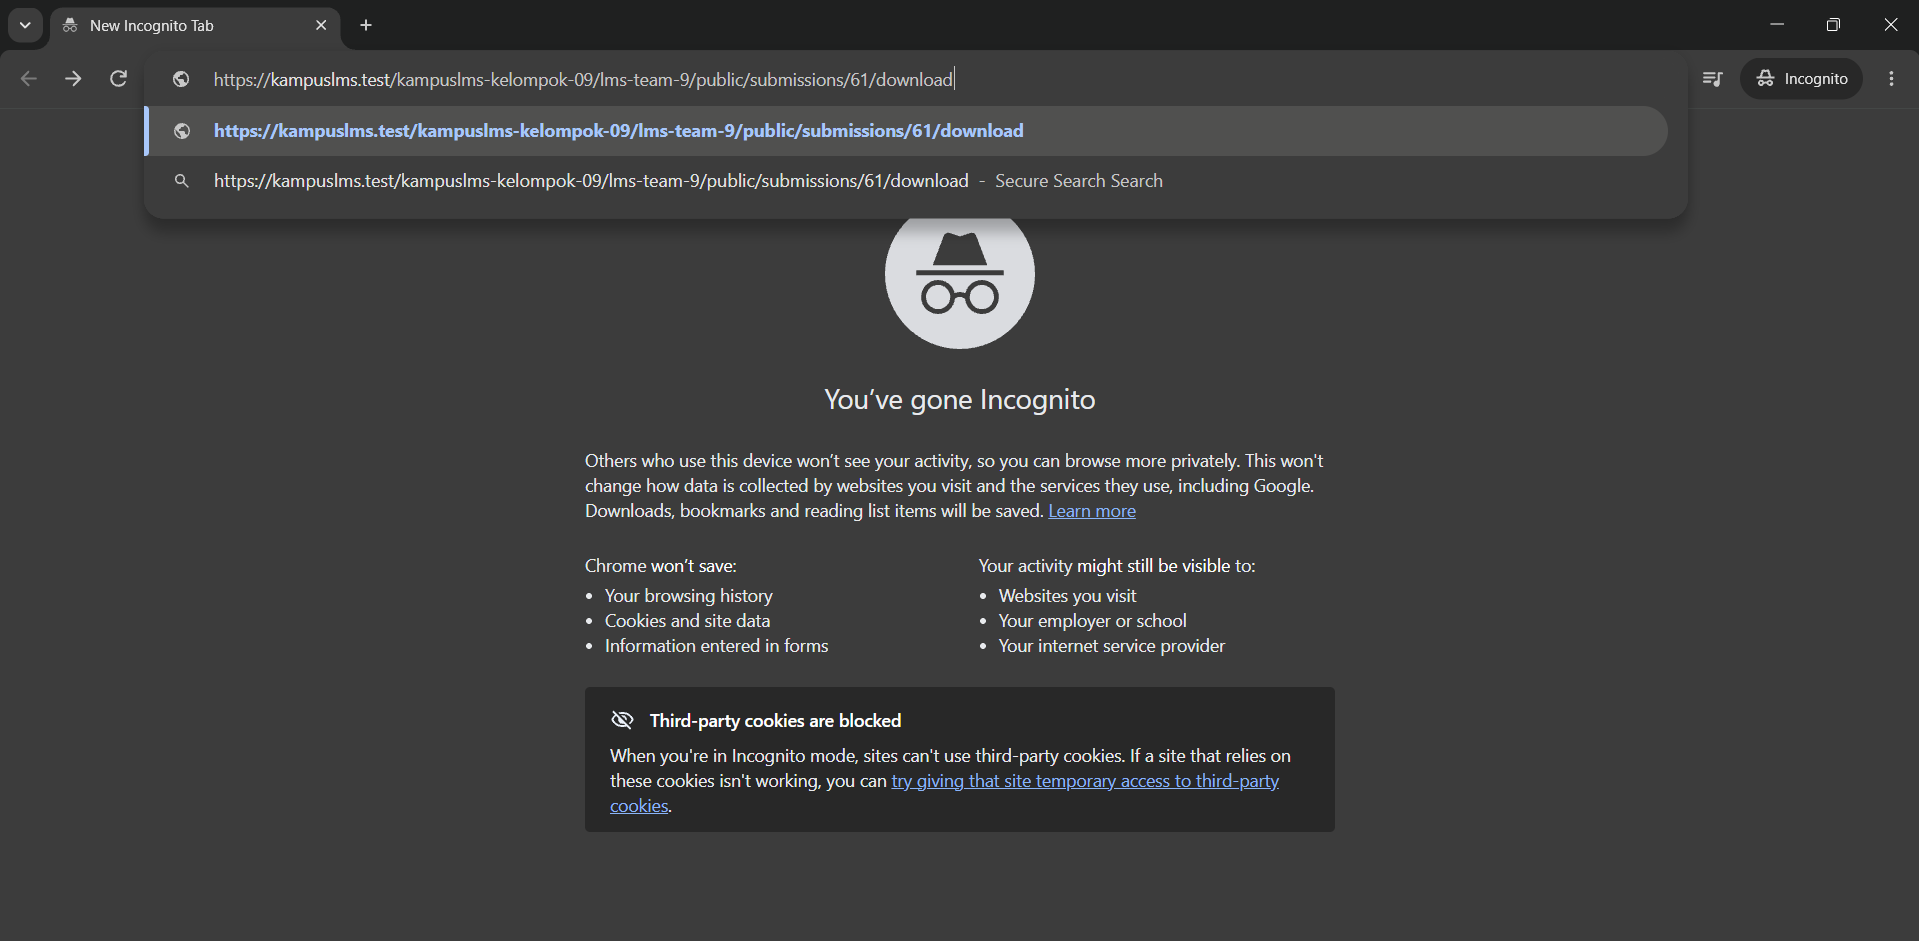 New Incognito Tab
https://kampuslms.test/kampuslms-kelompok-09/lms-team-9/public/submissions/61/download
Incognito
https://kampuslms.test/kampuslms-kelompok-09/lms-team-9/public/submissions/61/download
https://kampuslms.test/kampuslms-kelompok-09/lms-team-9/public/submissions/61/download - Secure Search Search
You've gone Incognito
Others who use this device won't see your activity, so you can browse more privately. This won't
change how data is collected by websites you visit and the services they use, including Google.
Downloads, bookmarks and reading list items will be saved. Learn more
Chrome won't save:
• Your browsing history
• Cookies and site data
• Information entered in forms
Your activity might still be visible to:
• Websites you visit
• Your employer or school
• Your internet service provider
Third-party cookies are blocked
When you're in Incognito mode, sites can't use third-party cookies. If a site that relies on
these cookies isn't working, you can try giving that site temporary access to third-party
cookies.